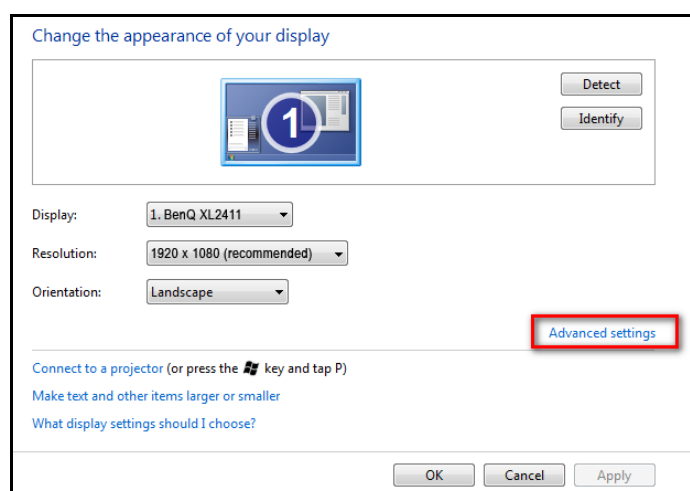 Change the appearance of your display
1
Detect
Identify
Display: 1. BenQ XL2411
Resolution: 1920 x 1080 (recommended)
Orientation: Landscape
Advanced settings
Connect to a projector (or press the key and tap P)
Make text and other items larger or smaller
What display settings should I choose?
OK Cancel Apply